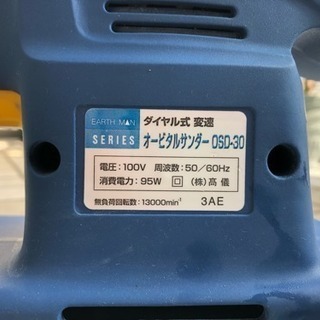 EARTH MAN
SERIES
ダイヤル式 変速
オービタルサンダー OSD-30
電圧:100V 周波数:50/60Hz
消費電力:95W 回 (株)髙儀
無負荷回転数:13000min⁻¹ 3AE